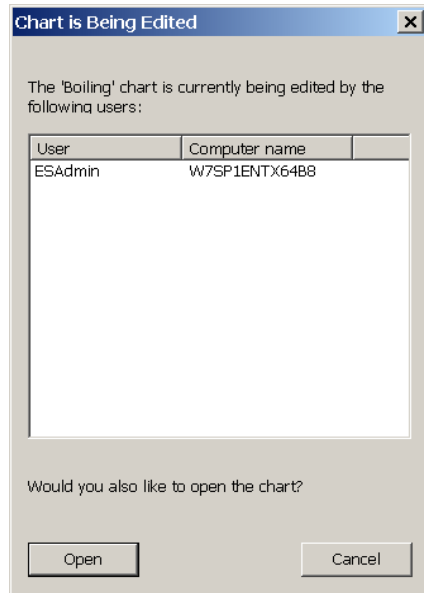 Chart is Being Edited
The 'Boiling' chart is currently being edited by the
following users:
User Computer name
ESAdmin W7SP1ENTX64B8
Would you also like to open the chart?
Open Cancel